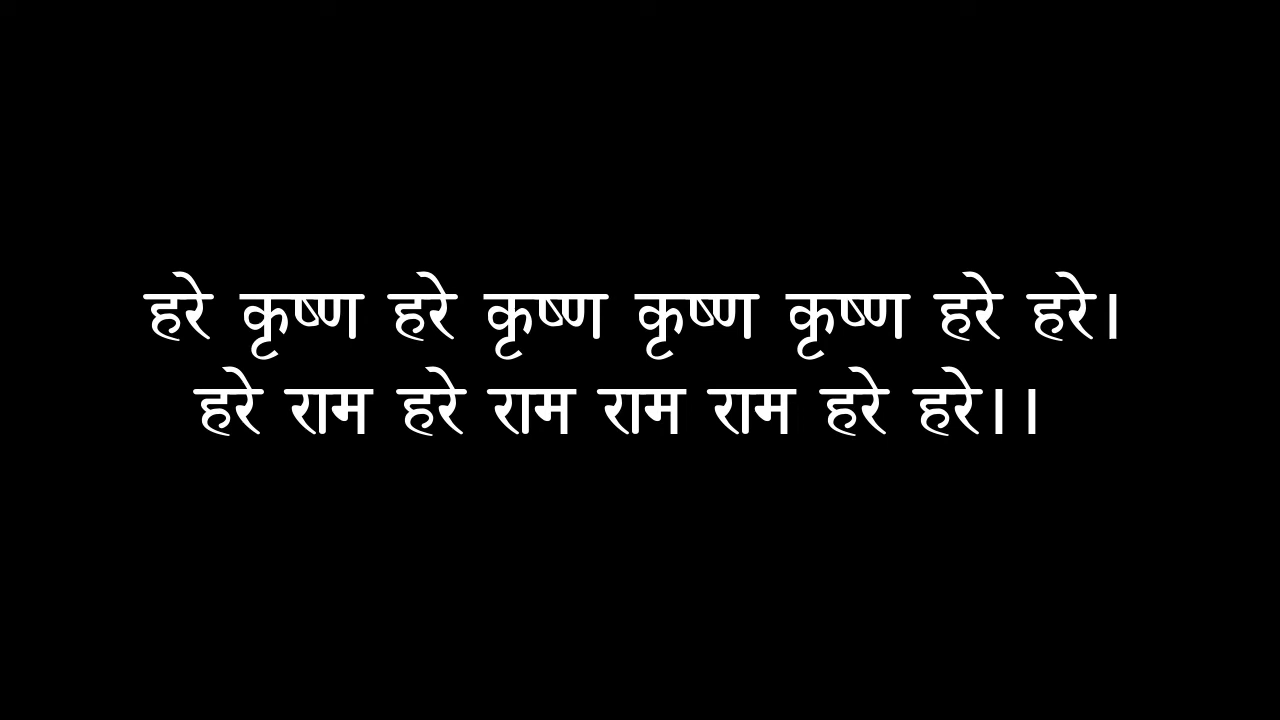 हरे कृष्ण हरे कृष्ण कृष्ण कृष्ण हरे हरे।
हरे राम हरे राम राम राम हरे हरे।।